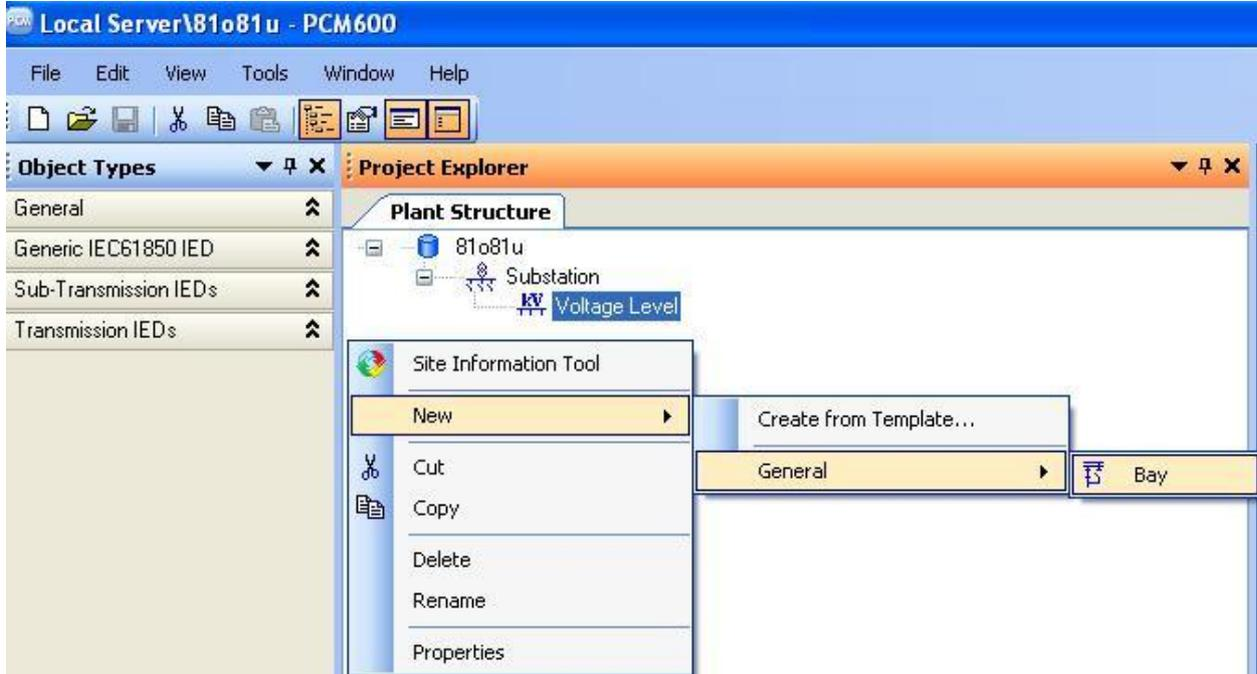 Local Server\81o81u - PCM600
File Edit View Tools Window Help
Object Types
Project Explorer
General
Plant Structure
Generic IEC61850 IED
81o81u
Sub-Transmission IEDs
Substation
Voltage Level
Transmission IEDs
Site Information Tool
New
Create from Template...
Cut
General
Bay
Copy
Delete
Rename
Properties